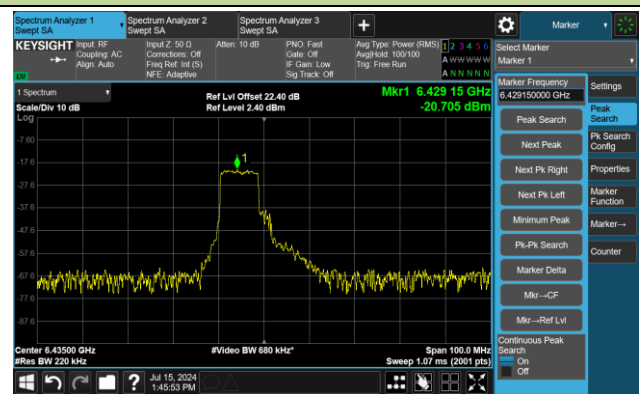 Spectrum Analyzer 1
Swept SA
Spectrum Analyzer 2
Swept SA
Spectrum Analyzer 3
Swept SA
+
Marker
KEYSIGHT
Input: RF
Coupling: AC
Align: Auto
Input Z: 50 Ω
Corrections: Off
Freq Ref: Int (S)
NFE: Adaptive
Atten: 10 dB
PNO: Fast
Gate: Off
IF Gain: Low
Sig Track: Off
Avg Type: Power (RMS)
Avg|Hold: 100/100
Trig: Free Run
1 2 3 4 5 6
A W W W W W
A N N N N N
LV
Select Marker
Marker 1
1 Spectrum
Scale/Div 10 dB
Log
Ref Lvl Offset 22.40 dB
Ref Level 2.40 dBm
Mkr1 6.429 15 GHz
-20.705 dBm
1
-7.60
-17.6
-27.6
-37.6
-47.6
-57.6
-67.6
-77.6
-87.6
Center 6.43500 GHz
#Res BW 220 kHz
#Video BW 680 kHz*
Span 100.0 MHz
Sweep 1.07 ms (2001 pts)
Marker Frequency
6.429150000 GHz
Peak Search
Next Peak
Next Pk Right
Next Pk Left
Minimum Peak
Pk-Pk Search
Marker Delta
Mkr→CF
Mkr→Ref Lvl
Continuous Peak
Search
On
Off
Settings
Peak
Search
Pk Search
Config
Properties
Marker
Function
Marker→
Counter
?
Jul 15, 2024
1:45:53 PM